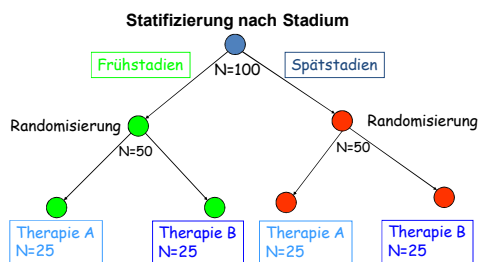 Statifizierung nach Stadium
Frühstadien
N=100
Spätstadien
Randomisierung
N=50
Randomisierung
N=50
Therapie A
N=25
Therapie B
N=25
Therapie A
N=25
Therapie B
N=25